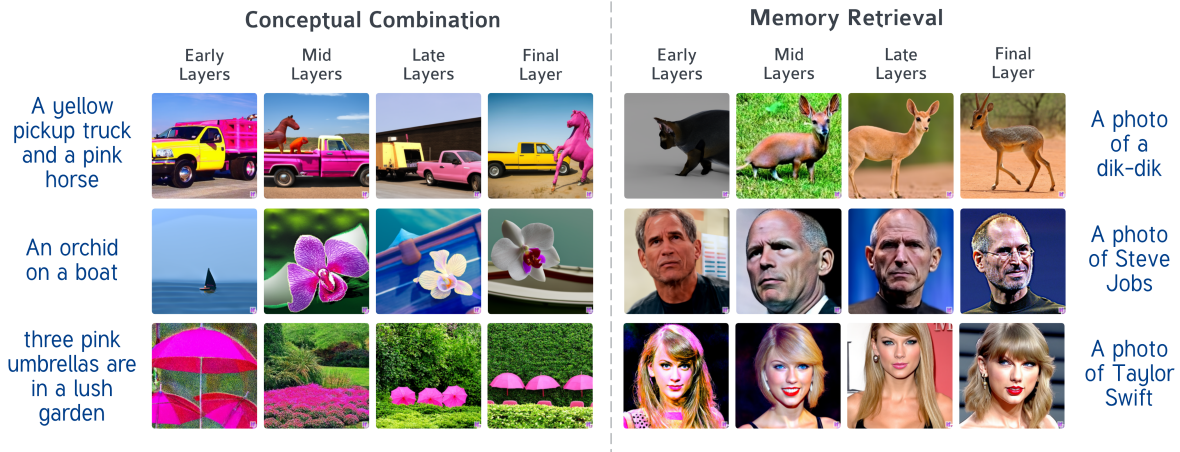 Conceptual Combination
Memory Retrieval
Early
Layers
Mid
Layers
Late
Layers
Final
Layer
Early
Layers
Mid
Layers
Late
Layers
Final
Layer
A yellow
pickup truck
and a pink
horse
A photo
of a
dik-dik
An orchid
on a boat
A photo
of Steve
Jobs
three pink
umbrellas are
in a lush
garden
A photo
of Taylor
Swift